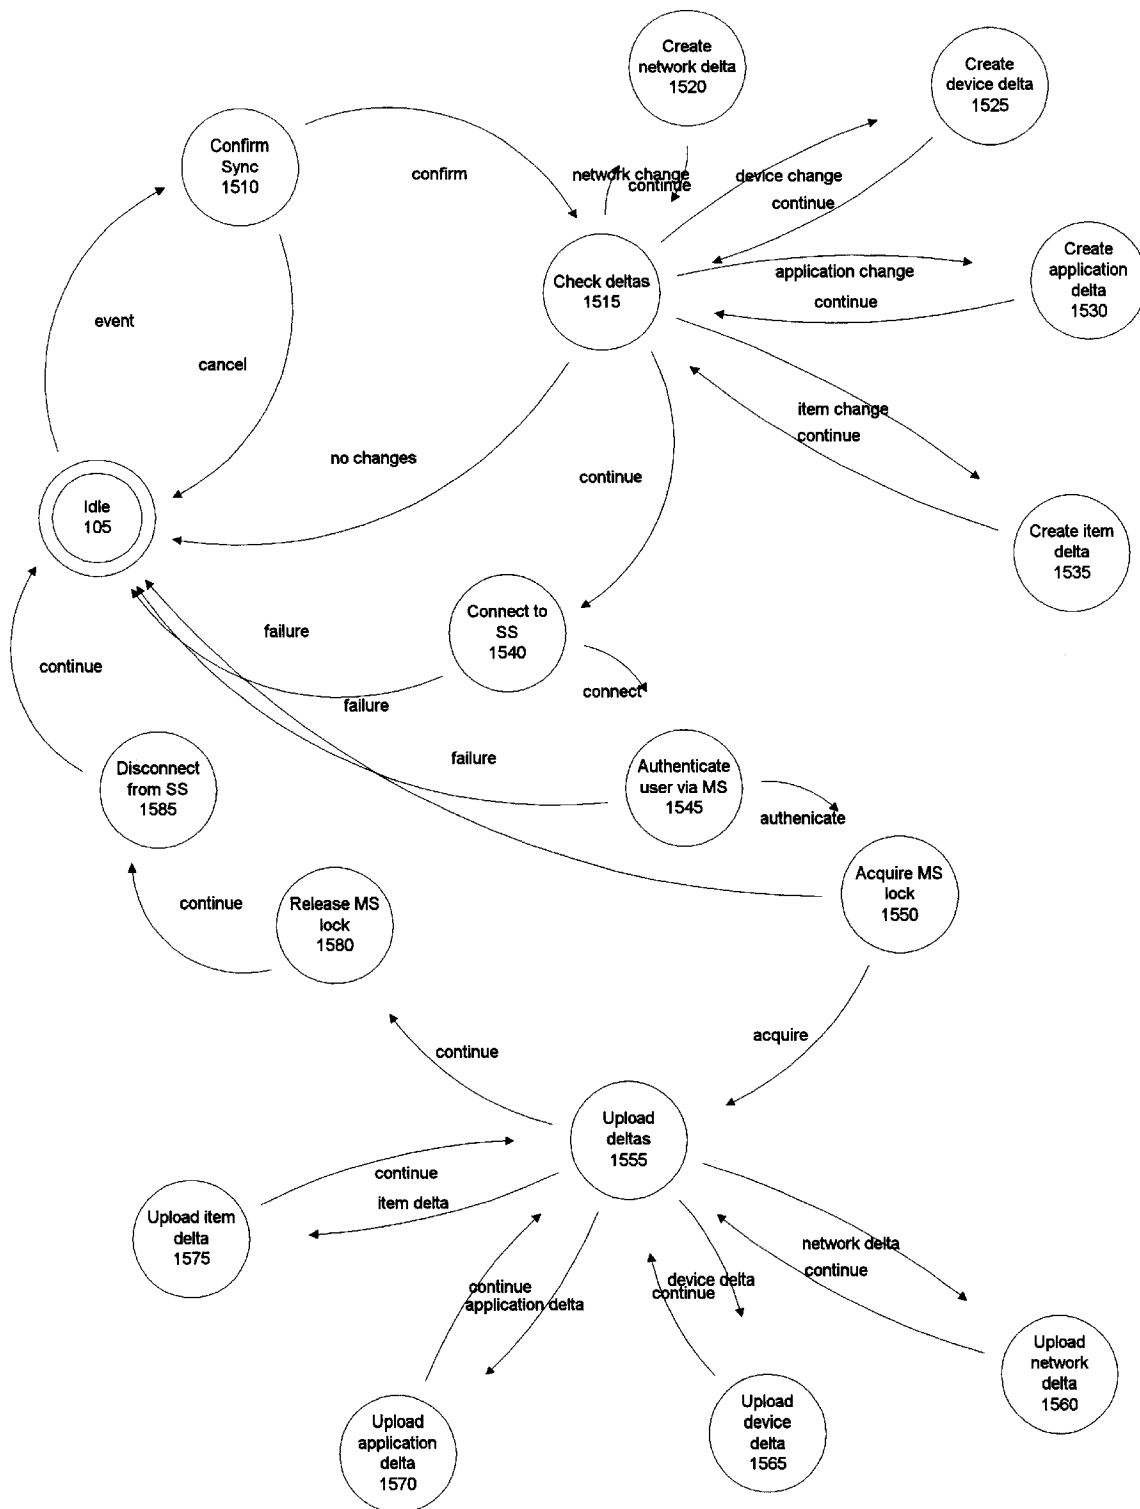 Create
network delta
1520
Create
device delta
1525
Confirm
Sync
1510
confirm
network change
continue
device change
continue
Check deltas
1515
application change
continue
Create
application
delta
1530
event
cancel
item change
continue
no changes
continue
Idle
105
Create item
delta
1535
Connect to
SS
1540
failure
connect
continue
failure
failure
Disconnect
from SS
1585
Authenticate
user via MS
1545
authenicate
Acquire MS
lock
1550
continue
Release MS
lock
1580
acquire
continue
Upload
deltas
1555
continue
item delta
Upload item
delta
1575
network delta
continue
continue
application delta
device delta
continue
Upload
network
delta
1560
Upload
application
delta
1570
Upload
device
delta
1565